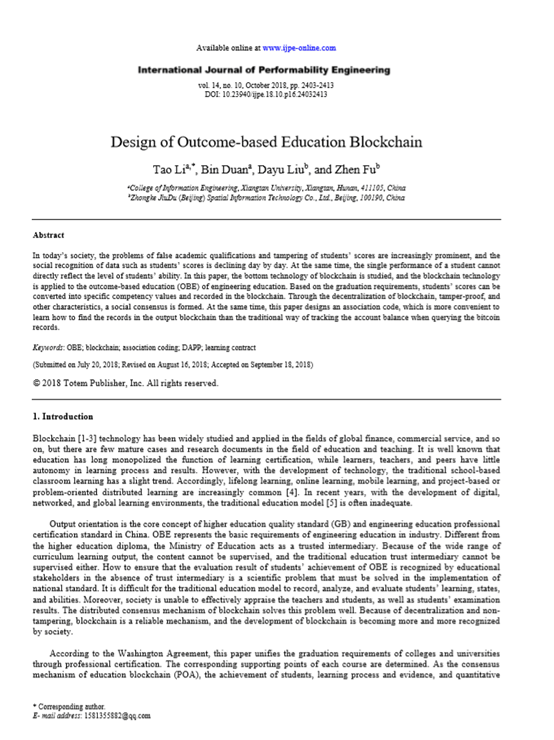 Available online at www.ijpe-online.com
International Journal of Performability Engineering
vol. 14, no. 10, October 2018, pp. 2403-2413
DOI: 10.23940/ijpe.18.10.p16.24032413
Design of Outcome-based Education Blockchain
Tao Liᵃ,*, Bin Duanᵃ, Dayu Liuᵇ, and Zhen Fuᵇ
ᵃCollege of Information Engineering, Xiangtan University, Xiangtan, Hunan, 411105, China
ᵇZhongke JiuDu (Beijing) Spatial Information Technology Co., Ltd., Beijing, 100190, China
Abstract
In today's society, the problems of false academic qualifications and tampering of students' scores are increasingly prominent, and the
social recognition of data such as students' scores is declining day by day. At the same time, the single performance of a student cannot
directly reflect the level of students' ability. In this paper, the bottom technology of blockchain is studied, and the blockchain technology
is applied to the outcome-based education (OBE) of engineering education. Based on the graduation requirements, students' scores can be
converted into specific competency values and recorded in the blockchain. Through the decentralization of blockchain, tamper-proof, and
other characteristics, a social consensus is formed. At the same time, this paper designs an association code, which is more convenient to
learn how to find the records in the output blockchain than the traditional way of tracking the account balance when querying the bitcoin
records.
Keywords: OBE; blockchain; association coding; DAPP; learning contract
(Submitted on July 20, 2018; Revised on August 16, 2018; Accepted on September 18, 2018)
© 2018 Totem Publisher, Inc. All rights reserved.
1. Introduction
Blockchain [1-3] technology has been widely studied and applied in the fields of global finance, commercial service, and so
on, but there are few mature cases and research documents in the field of education and teaching. It is well known that
education has long monopolized the function of learning certification, while learners, teachers, and peers have little
autonomy in learning process and results. However, with the development of technology, the traditional school-based
classroom learning has a slight trend. Accordingly, lifelong learning, online learning, mobile learning, and project-based or
problem-oriented distributed learning are increasingly common [4]. In recent years, with the development of digital,
networked, and global learning environments, the traditional education model [5] is often inadequate.
Output orientation is the core concept of higher education quality standard (GB) and engineering education professional
certification standard in China. OBE represents the basic requirements of engineering education in industry. Different from
the higher education diploma, the Ministry of Education acts as a trusted intermediary. Because of the wide range of
curriculum learning output, the content cannot be supervised, and the education trust intermediary cannot be
supervised either. How to ensure that the evaluation result of students' achievement of OBE is recognized by educational
stakeholders in the absence of trust intermediary is a scientific problem that must be solved in the implementation of
national standard. It is difficult for the traditional education model to record, analyze, and evaluate students' learning, states,
and abilities. Moreover, society is unable to effectively appraise the teachers and students, as well as students' examination
results. The distributed consensus mechanism of blockchain solves this problem well. Because of decentralization and non-
tampering, blockchain is a reliable mechanism, and the development of blockchain is becoming more and more recognized
by society.
According to the Washington Agreement, this paper unifies the graduation requirements of colleges and universities
through professional certification. The corresponding supporting points of each course are determined. As the consensus
mechanism of education blockchain (POA), the achievement of students, learning process and evidence, and quantitative
* Corresponding author.
E- mail address: 1581355882@qq.com